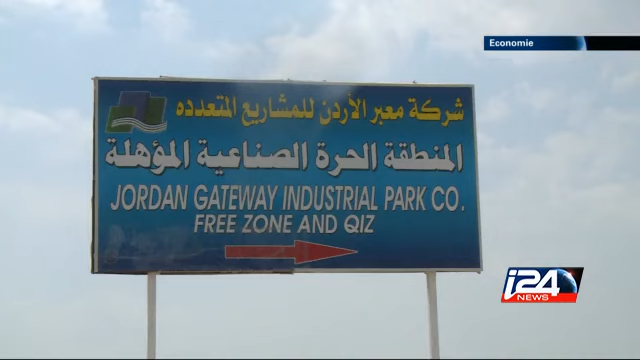 Economie
شركة معبر الأردن للمشاريع المتعدده
المنطقة الحرة الصناعية المؤهلة
JORDAN GATEWAY INDUSTRIAL PARK CO.
FREE ZONE AND QIZ
i24
NEWS